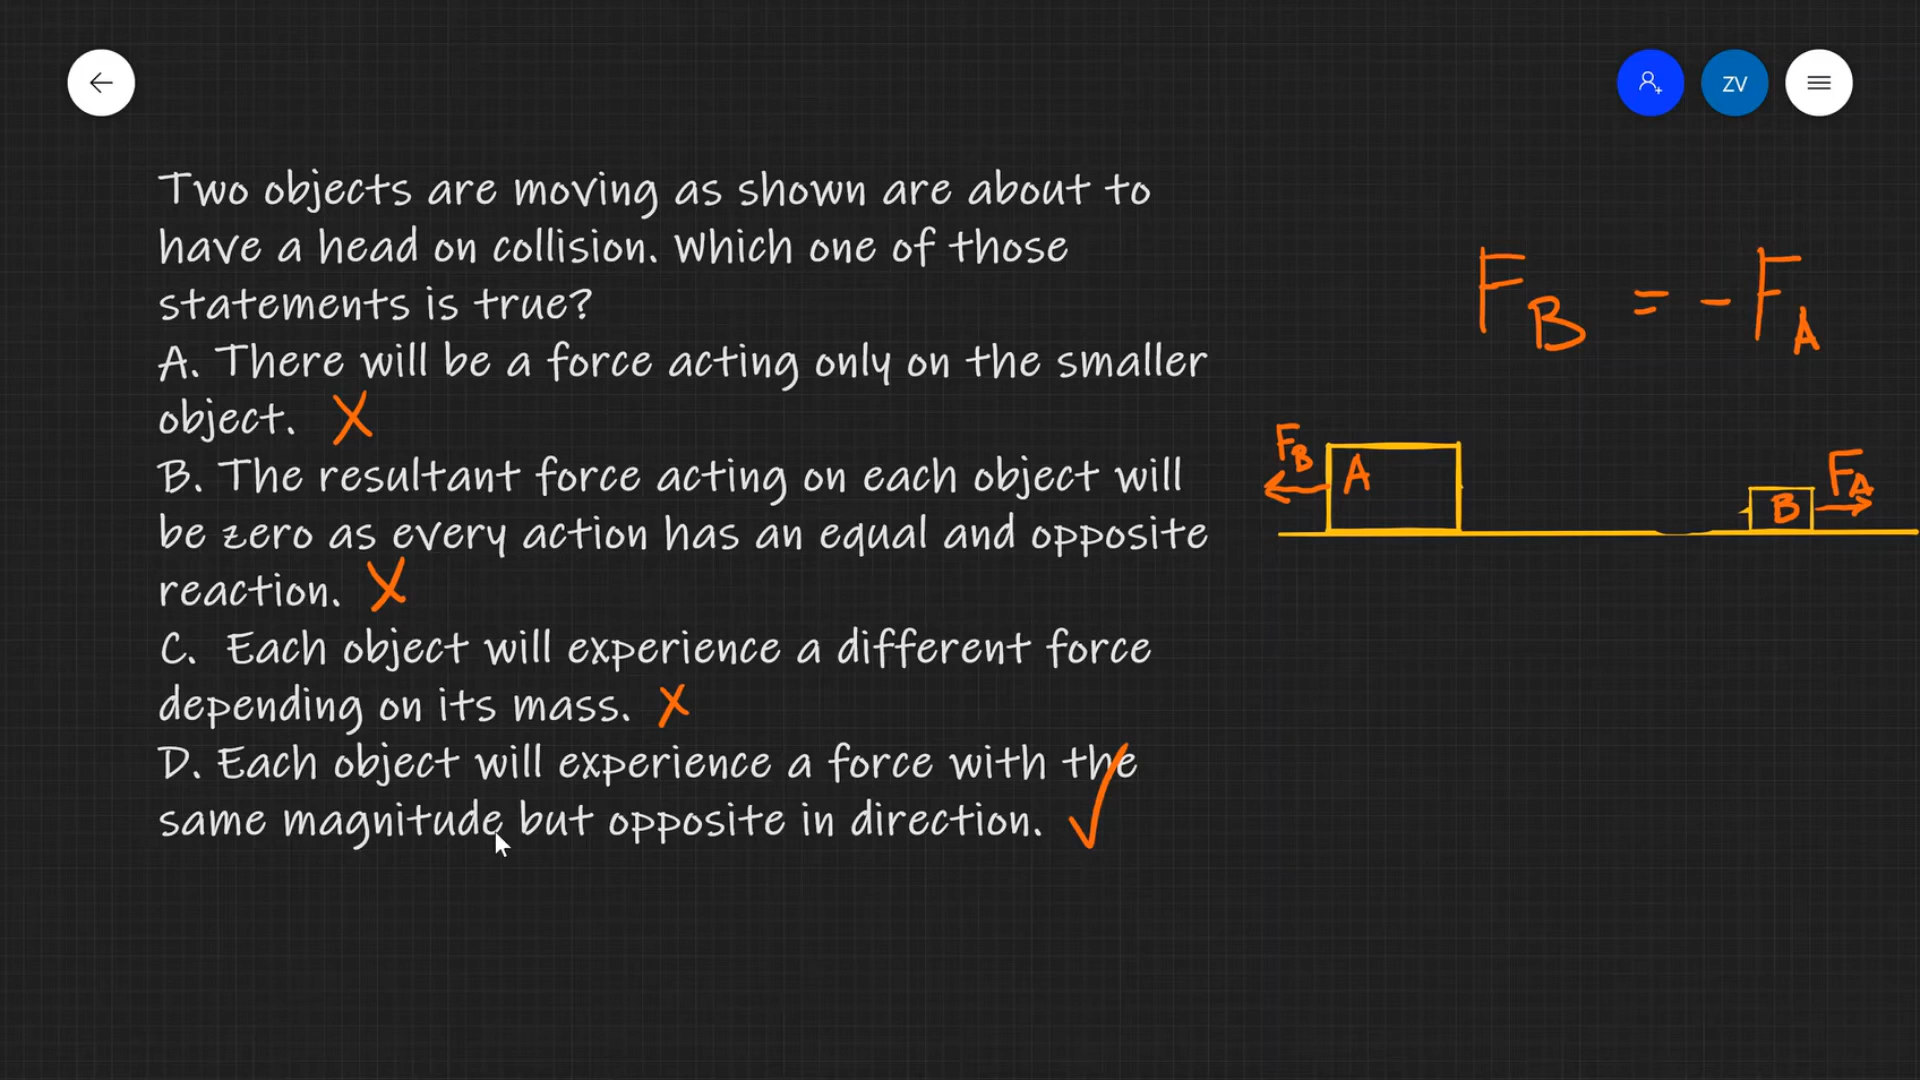 ZV
Two objects are moving as shown are about to
have a head on collision. Which one of those
statements is true?
A. There will be a force acting only on the smaller
object. X
B. The resultant force acting on each object will
be zero as every action has an equal and opposite
reaction. X
C. Each object will experience a different force
depending on its mass. X
D. Each object will experience a force with the
same magnitude but opposite in direction. ✓
F_B = - F_A
F_B
A
B
F_A